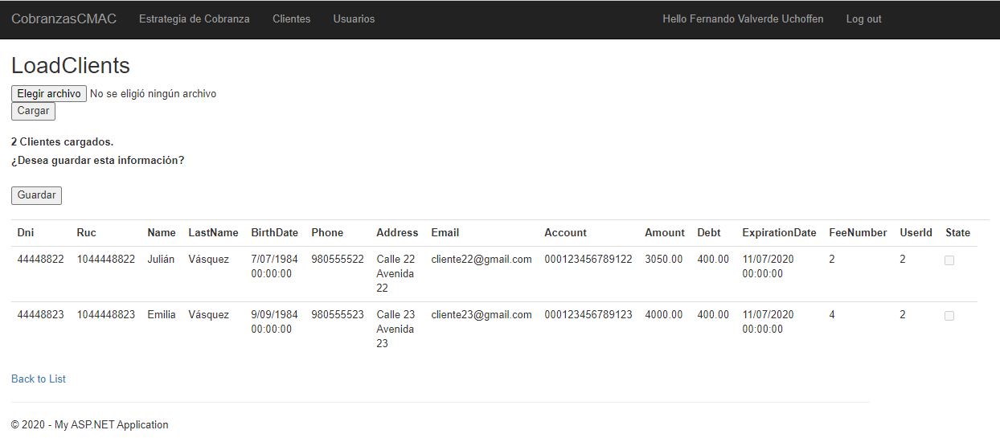 CobranzasCMAC Estrategia de Cobranza Clientes Usuarios Hello Fernando Valverde Uchoffen Log out
LoadClients
Elegir archivo No se eligió ningún archivo
Cargar
2 Clientes cargados.
¿Desea guardar esta información?
Guardar
Dni Ruc Name LastName BirthDate Phone Address Email Account Amount Debt ExpirationDate FeeNumber UserId State
44448822 1044448822 Julián Vásquez 7/07/1984 980555522 Calle 22 cliente22@gmail.com 000123456789122 3050.00 400.00 11/07/2020 2 2
00:00:00 Avenida 00:00:00
22
44448823 1044448823 Emilia Vásquez 9/09/1984 980555523 Calle 23 cliente23@gmail.com 000123456789123 4000.00 400.00 11/07/2020 4 2
00:00:00 Avenida 00:00:00
23
Back to List
© 2020 - My ASP.NET Application